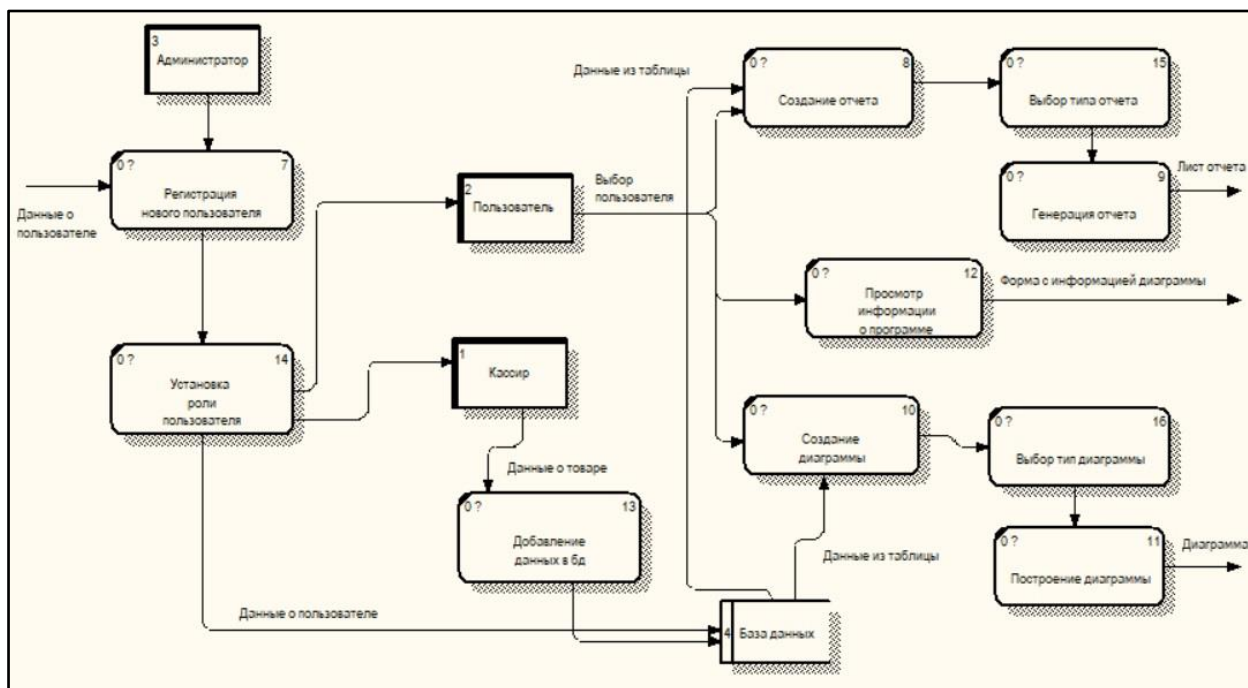 3
Администратор
0 ?
7
Регистрация
нового пользователя
Данные о
пользователе
0 ?
14
Установка
роли
пользователя
2
Пользователь
Выбор
пользователя
1
Кассир
Данные о товаре
0 ?
13
Добавление
данных в бд
Данные о пользователе
4
База данных
Данные из таблицы
Данные из таблицы
0 ?
8
Создание отчета
0 ?
15
Выбор типа отчета
0 ?
9
Генерация отчета
Лист отчета
0 ?
12
Просмотр
информации
о программе
Форма с информацией диаграммы
0 ?
10
Создание
диаграммы
0 ?
16
Выбор тип диаграммы
0 ?
11
Построение диаграммы
Диаграмма